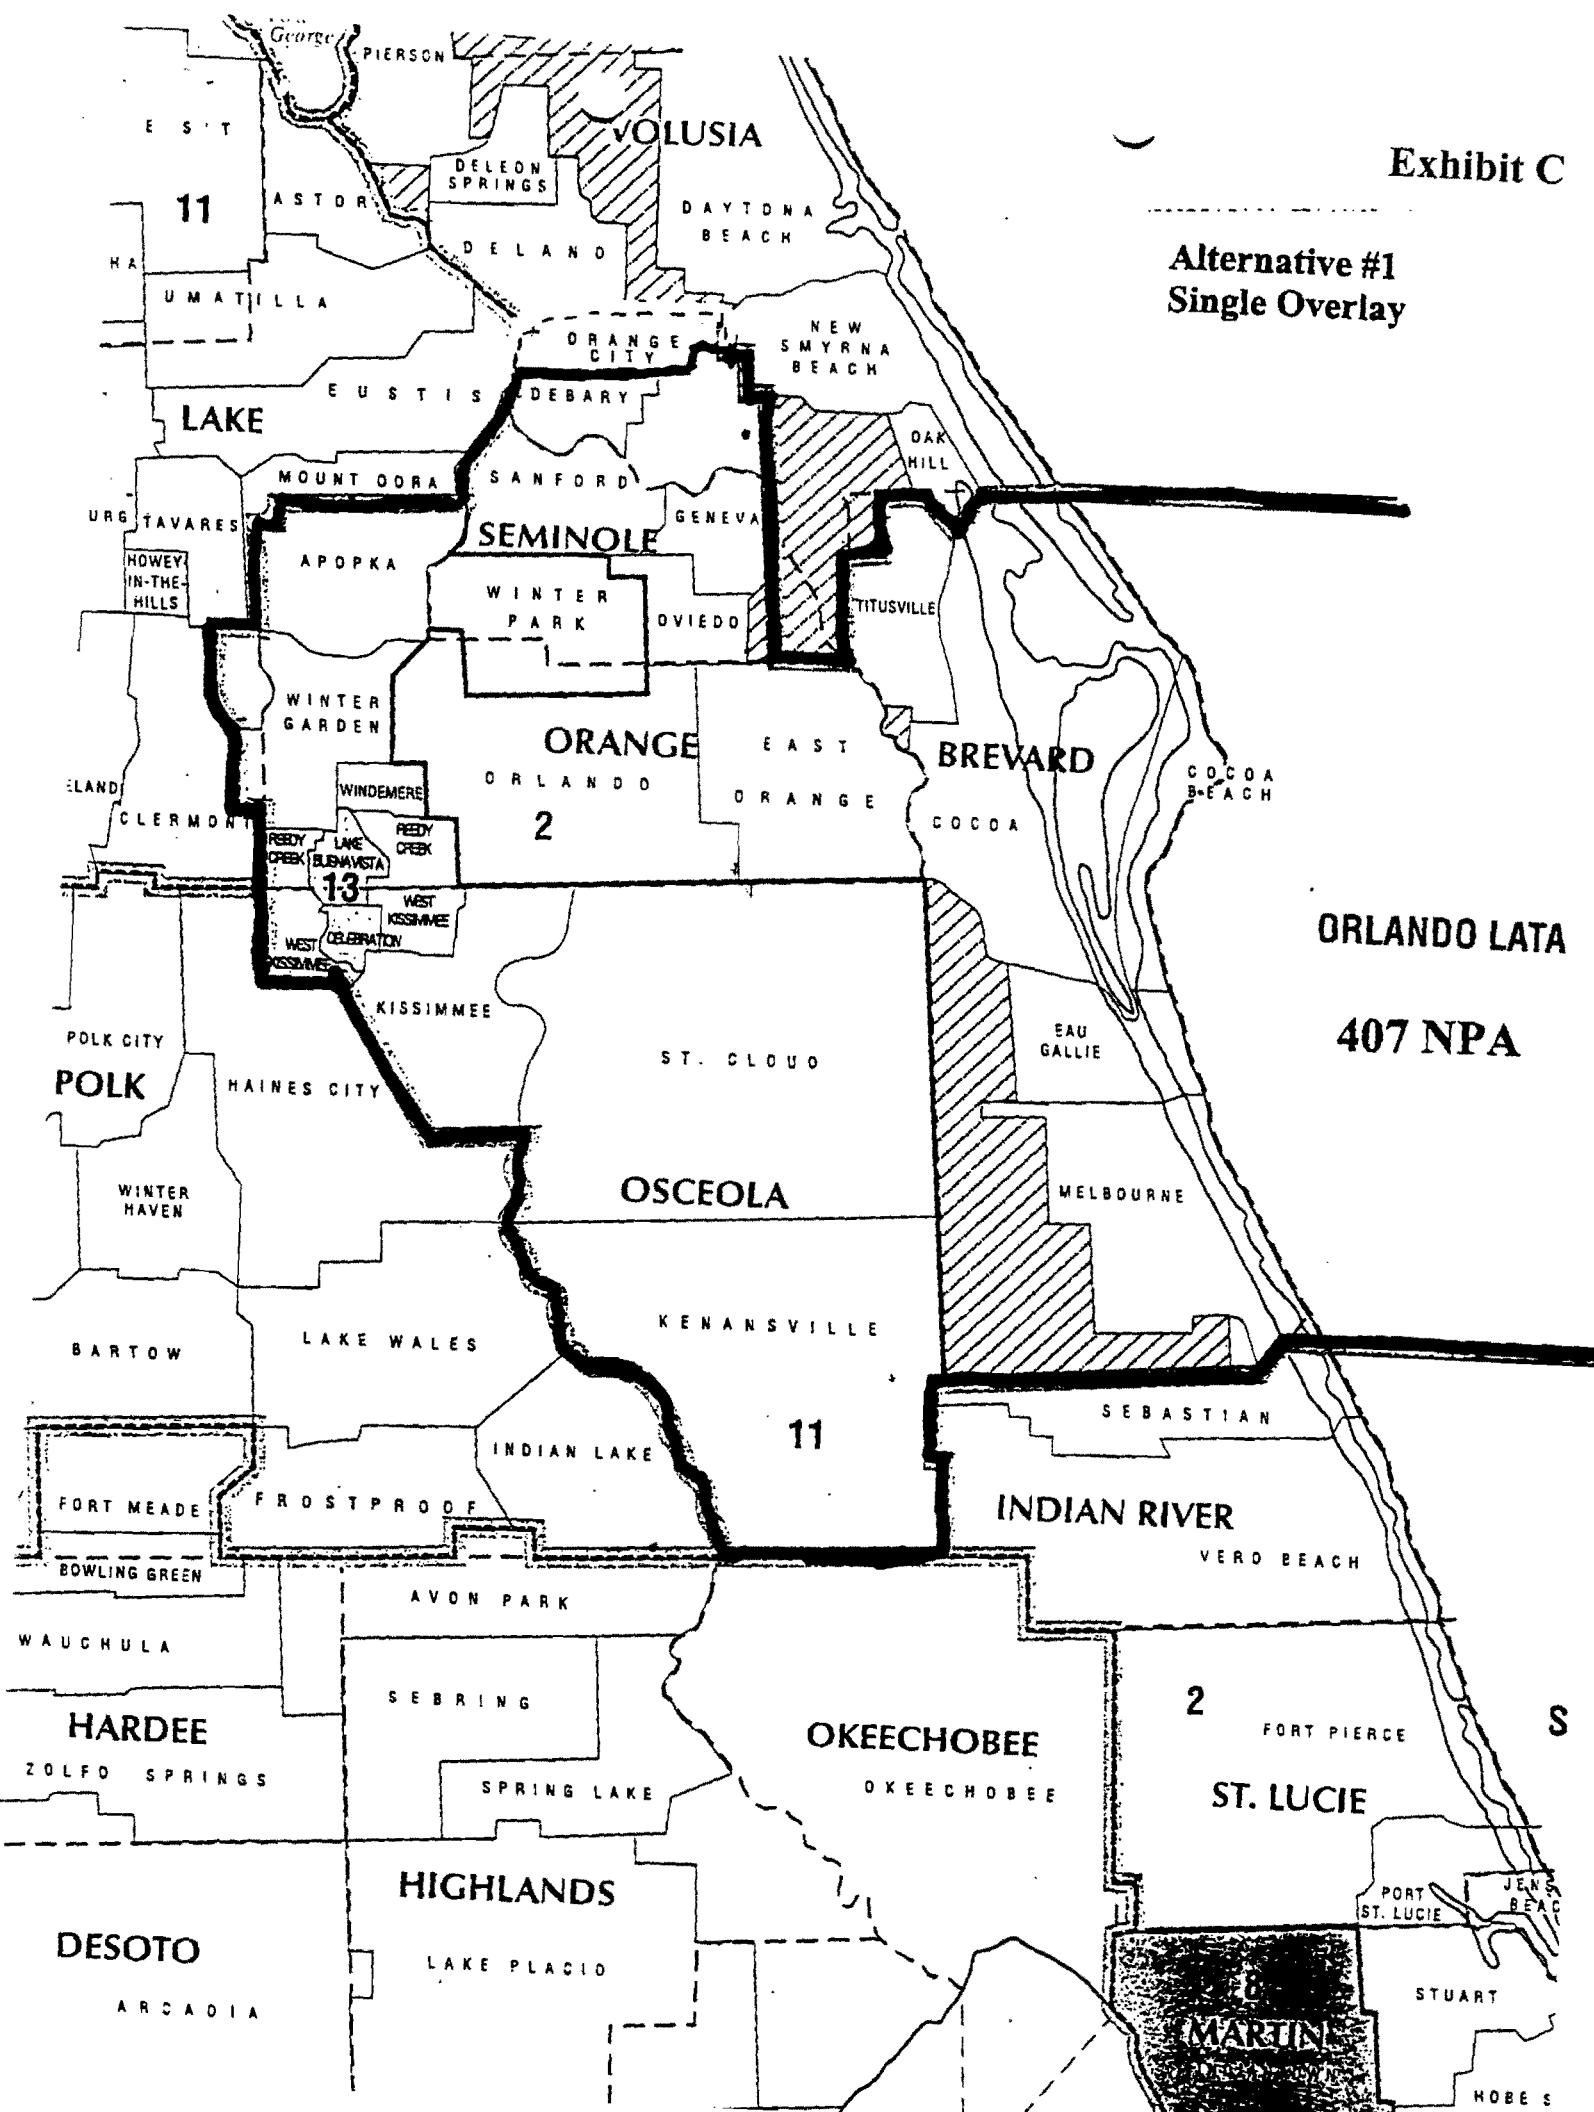 George
PIERSON
VOLUSIA
Exhibit C
11
ASTOR
DELEON
SPRINGS
DAYTONA
BEACH
DELAND
Alternative #1
Single Overlay
UMATILLA
ORANGE
CITY
NEW
SMYRNA
BEACH
EUSTIS
DEBARY
LAKE
OAK
HILL
MOUNT DORA
SANFORD
TAVARES
GENEVA
SEMINOLE
APOPKA
HOWEY-
IN-THE-
HILLS
WINTER
PARK
OVIEDO
TITUSVILLE
WINTER
GARDEN
ORANGE
EAST
ORANGE
BREVARD
ORLANDO
COCOA
BEACH
WINDEMERE
CLERMONT
2
COCOA
REEDY
CREEK
LAKE
BUENAVISTA
REEDY
CREEK
13
WEST
KISSIMMEE
CELEBRATION
WEST
KISSIMMEE
ORLANDO LATA
407 NPA
KISSIMMEE
ST. CLOUD
EAU
GALLIE
POLK CITY
POLK
HAINES CITY
WINTER
HAVEN
OSCEOLA
MELBOURNE
BARTOW
LAKE WALES
KENANSVILLE
11
SEBASTIAN
INDIAN LAKE
FORT MEADE
FROSTPROOF
INDIAN RIVER
VERO BEACH
BOWLING GREEN
AVON PARK
WAUCHULA
SEBRING
2
FORT PIERCE
HARDEE
OKEECHOBEE
OKEECHOBEE
ZOLFO SPRINGS
SPRING LAKE
ST. LUCIE
HIGHLANDS
PORT
ST. LUCIE
DESOTO
LAKE PLACID
STUART
ARCADIA
8
MARTIN